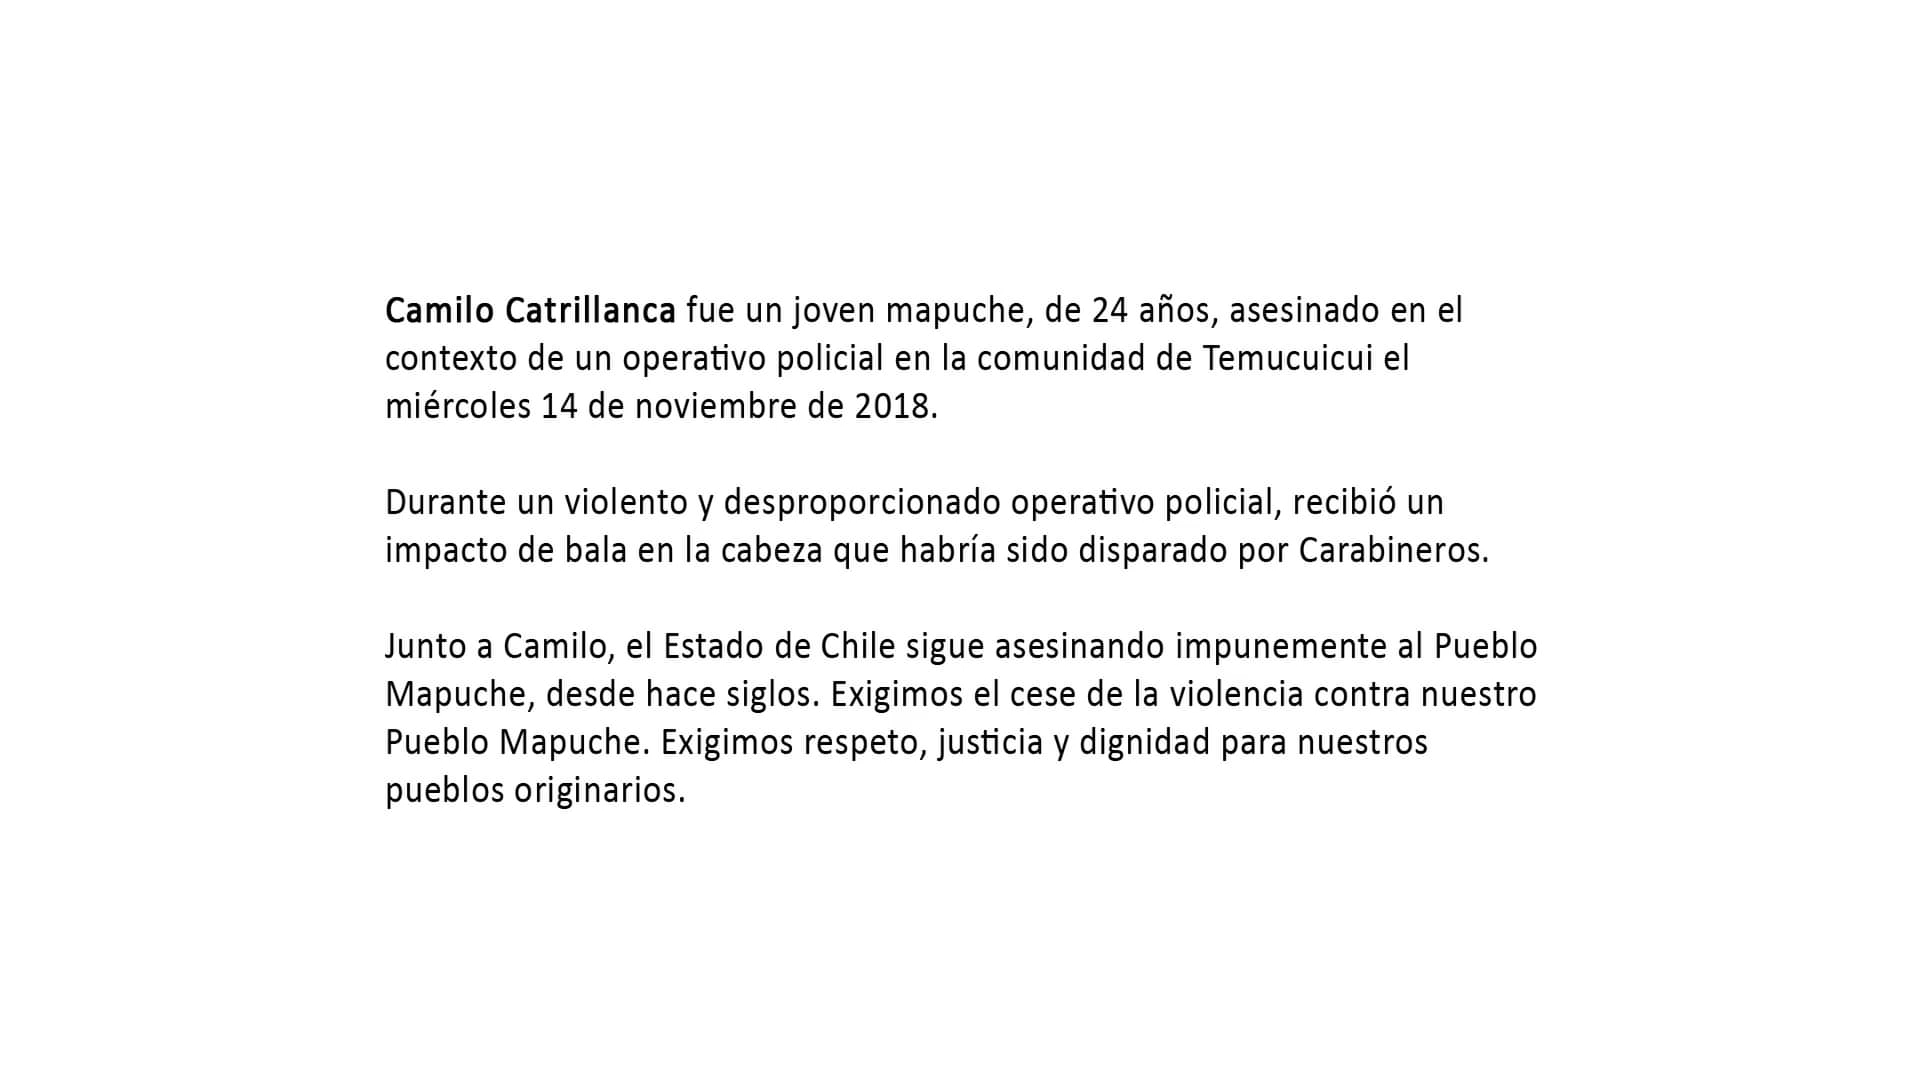 Camilo Catrillanca fue un joven mapuche, de 24 años, asesinado en el
contexto de un operativo policial en la comunidad de Temucuicui el
miércoles 14 de noviembre de 2018.
Durante un violento y desproporcionado operativo policial, recibió un
impacto de bala en la cabeza que habría sido disparado por Carabineros.
Junto a Camilo, el Estado de Chile sigue asesinando impunemente al Pueblo
Mapuche, desde hace siglos. Exigimos el cese de la violencia contra nuestro
Pueblo Mapuche. Exigimos respeto, justicia y dignidad para nuestros
pueblos originarios.